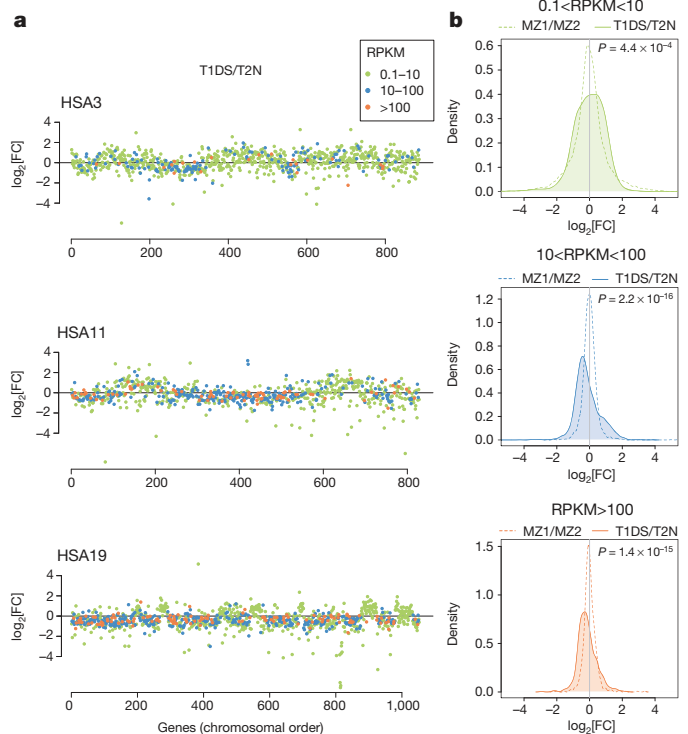 a
T1DS/T2N
RPKM
0.1–10
10–100
>100
HSA3
log2[FC]
4
2
0
−2
−4
0 200 400 600 800
HSA11
log2[FC]
4
2
0
−2
−4
0 200 400 600 800
HSA19
log2[FC]
4
2
0
−2
−4
0 200 400 600 800 1,000
Genes (chromosomal order)
b
0.1<RPKM<10
MZ1/MZ2 T1DS/T2N
P = 4.4 × 10−4
Density
0.6
0.5
0.4
0.3
0.2
0.1
0.0
−4 −2 0 2 4
log2[FC]
10<RPKM<100
MZ1/MZ2 T1DS/T2N
P = 2.2 × 10−16
Density
1.2
1.0
0.8
0.6
0.4
0.2
0.0
−4 −2 0 2 4
log2[FC]
RPKM>100
MZ1/MZ2 T1DS/T2N
P = 1.4 × 10−15
Density
1.5
1.0
0.5
0.0
−4 −2 0 2 4
log2[FC]